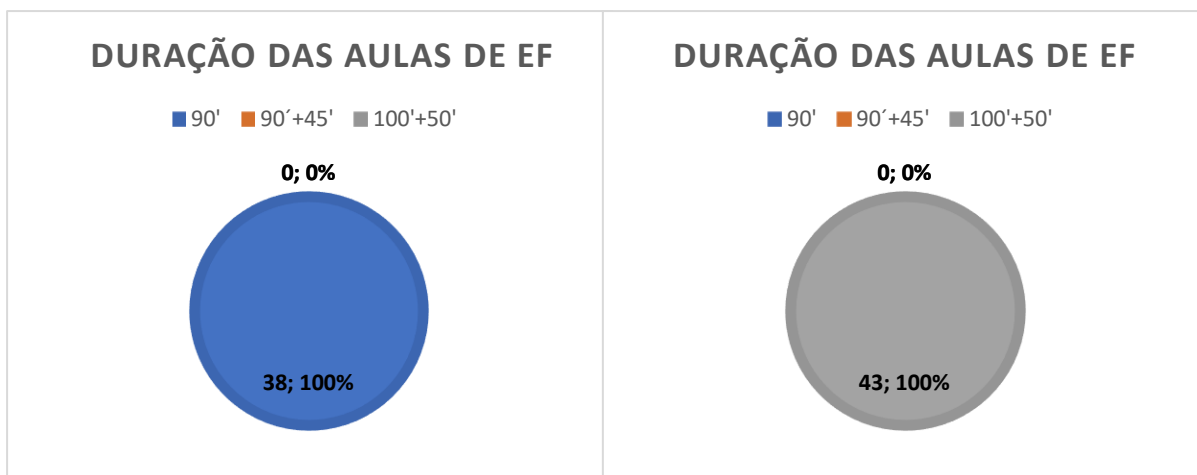 DURAÇÃO DAS AULAS DE EF
90' 90´+45' 100'+50'
0; 0%
38; 100%
DURAÇÃO DAS AULAS DE EF
90' 90´+45' 100'+50'
0; 0%
43; 100%